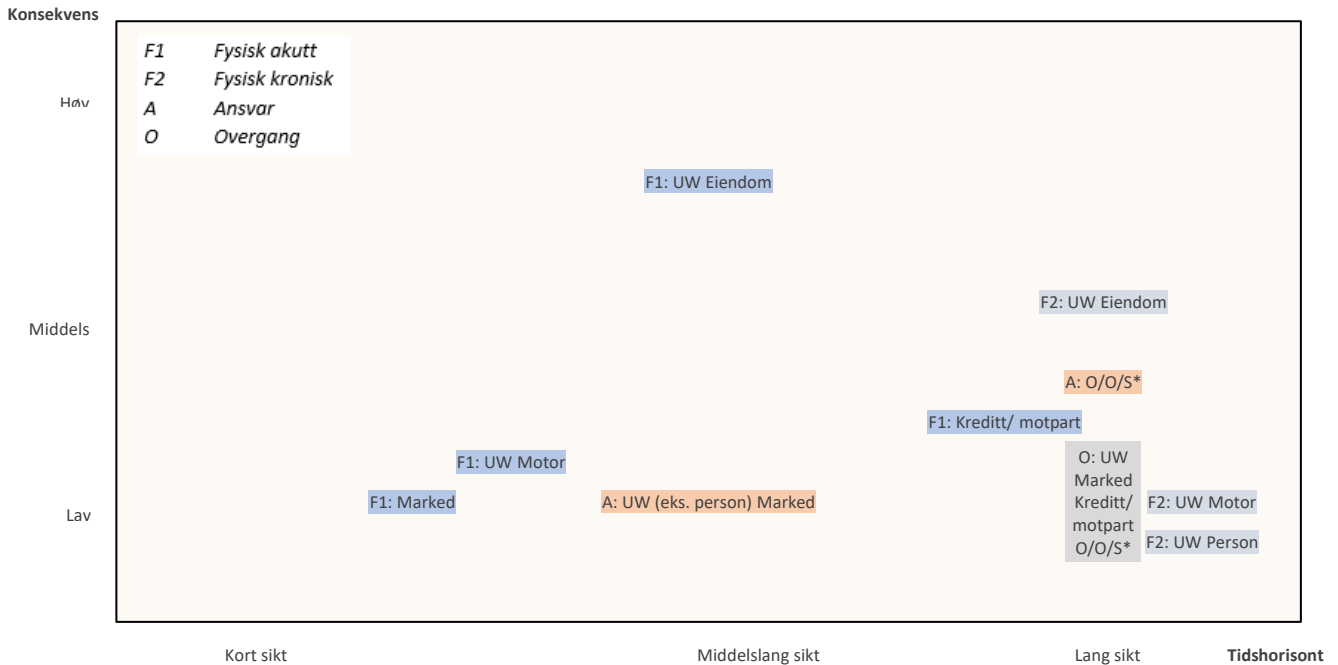 Konsekvens
F1 Fysisk akutt
F2 Fysisk kronisk
A Ansvar
O Overgang
Høy
F1: UW Eiendom
F2: UW Eiendom
Middels
A: O/O/S*
F1: Kreditt/ motpart
F1: UW Motor
F1: Marked
A: UW (eks. person) Marked
O: UW
Marked
Kreditt/
motpart
O/O/S*
F2: UW Motor
F2: UW Person
Lav
Kort sikt
Middelslang sikt
Lang sikt
Tidshorisont